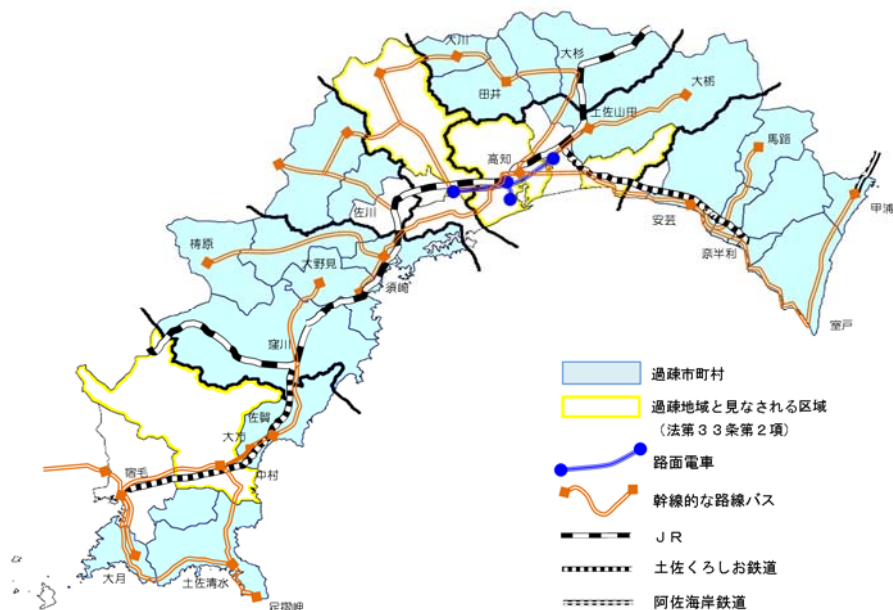 大川
大杉
田井
大栃
土佐山田
馬路
高知
甲浦
佐川
安芸
奈半利
梼原
大野見
須崎
室戸
窪川
佐賀
大方
中村
宿毛
大月
土佐清水
足摺岬
過疎市町村
過疎地域と見なされる区域
(法第33条第2項)
路面電車
幹線的な路線バス
JR
土佐くろしお鉄道
阿佐海岸鉄道